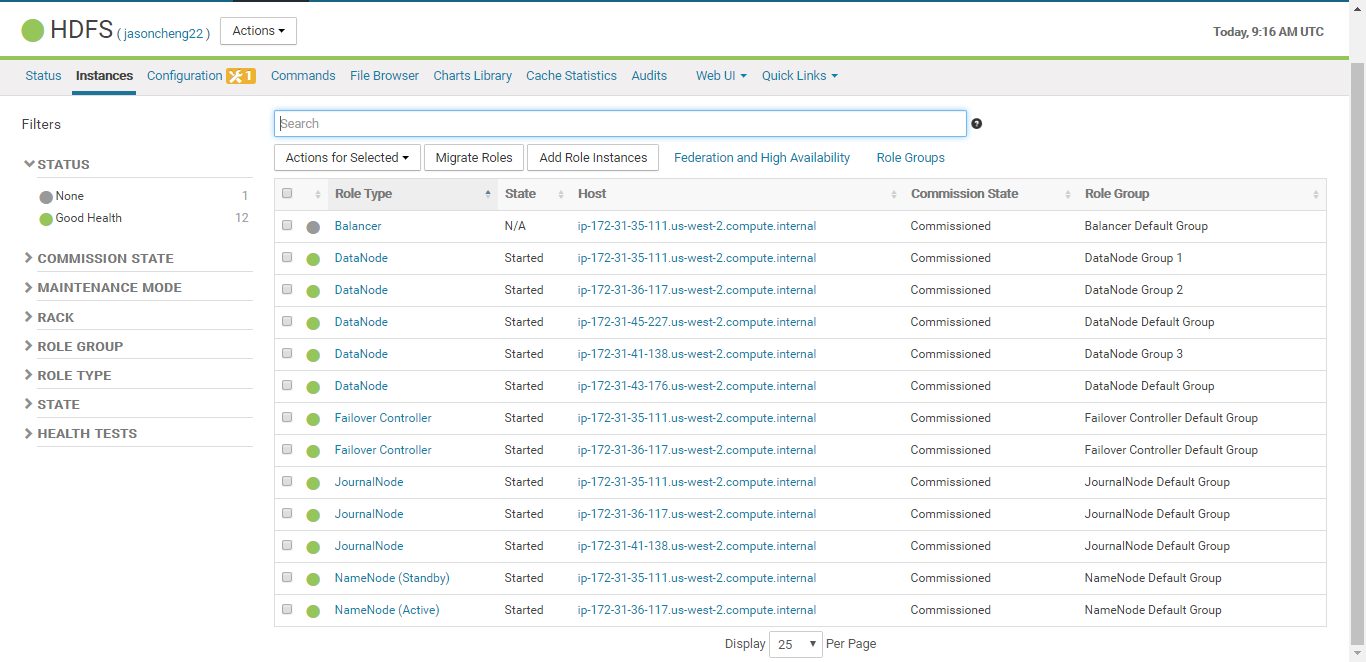 HDFS ( jasoncheng22 ) Actions Today, 9:16 AM UTC
Status Instances Configuration 1 Commands File Browser Charts Library Cache Statistics Audits Web UI Quick Links
Filters
Search ?
STATUS
None 1
Good Health 12
COMMISSION STATE
MAINTENANCE MODE
RACK
ROLE GROUP
ROLE TYPE
STATE
HEALTH TESTS
Actions for Selected Migrate Roles Add Role Instances Federation and High Availability Role Groups
Role Type State Host Commission State Role Group
Balancer N/A ip-172-31-35-111.us-west-2.compute.internal Commissioned Balancer Default Group
DataNode Started ip-172-31-35-111.us-west-2.compute.internal Commissioned DataNode Group 1
DataNode Started ip-172-31-36-117.us-west-2.compute.internal Commissioned DataNode Group 2
DataNode Started ip-172-31-45-227.us-west-2.compute.internal Commissioned DataNode Default Group
DataNode Started ip-172-31-41-138.us-west-2.compute.internal Commissioned DataNode Group 3
DataNode Started ip-172-31-43-176.us-west-2.compute.internal Commissioned DataNode Default Group
Failover Controller Started ip-172-31-35-111.us-west-2.compute.internal Commissioned Failover Controller Default Group
Failover Controller Started ip-172-31-36-117.us-west-2.compute.internal Commissioned Failover Controller Default Group
JournalNode Started ip-172-31-35-111.us-west-2.compute.internal Commissioned JournalNode Default Group
JournalNode Started ip-172-31-36-117.us-west-2.compute.internal Commissioned JournalNode Default Group
JournalNode Started ip-172-31-41-138.us-west-2.compute.internal Commissioned JournalNode Default Group
NameNode (Standby) Started ip-172-31-35-111.us-west-2.compute.internal Commissioned NameNode Default Group
NameNode (Active) Started ip-172-31-36-117.us-west-2.compute.internal Commissioned NameNode Default Group
Display 25 Per Page